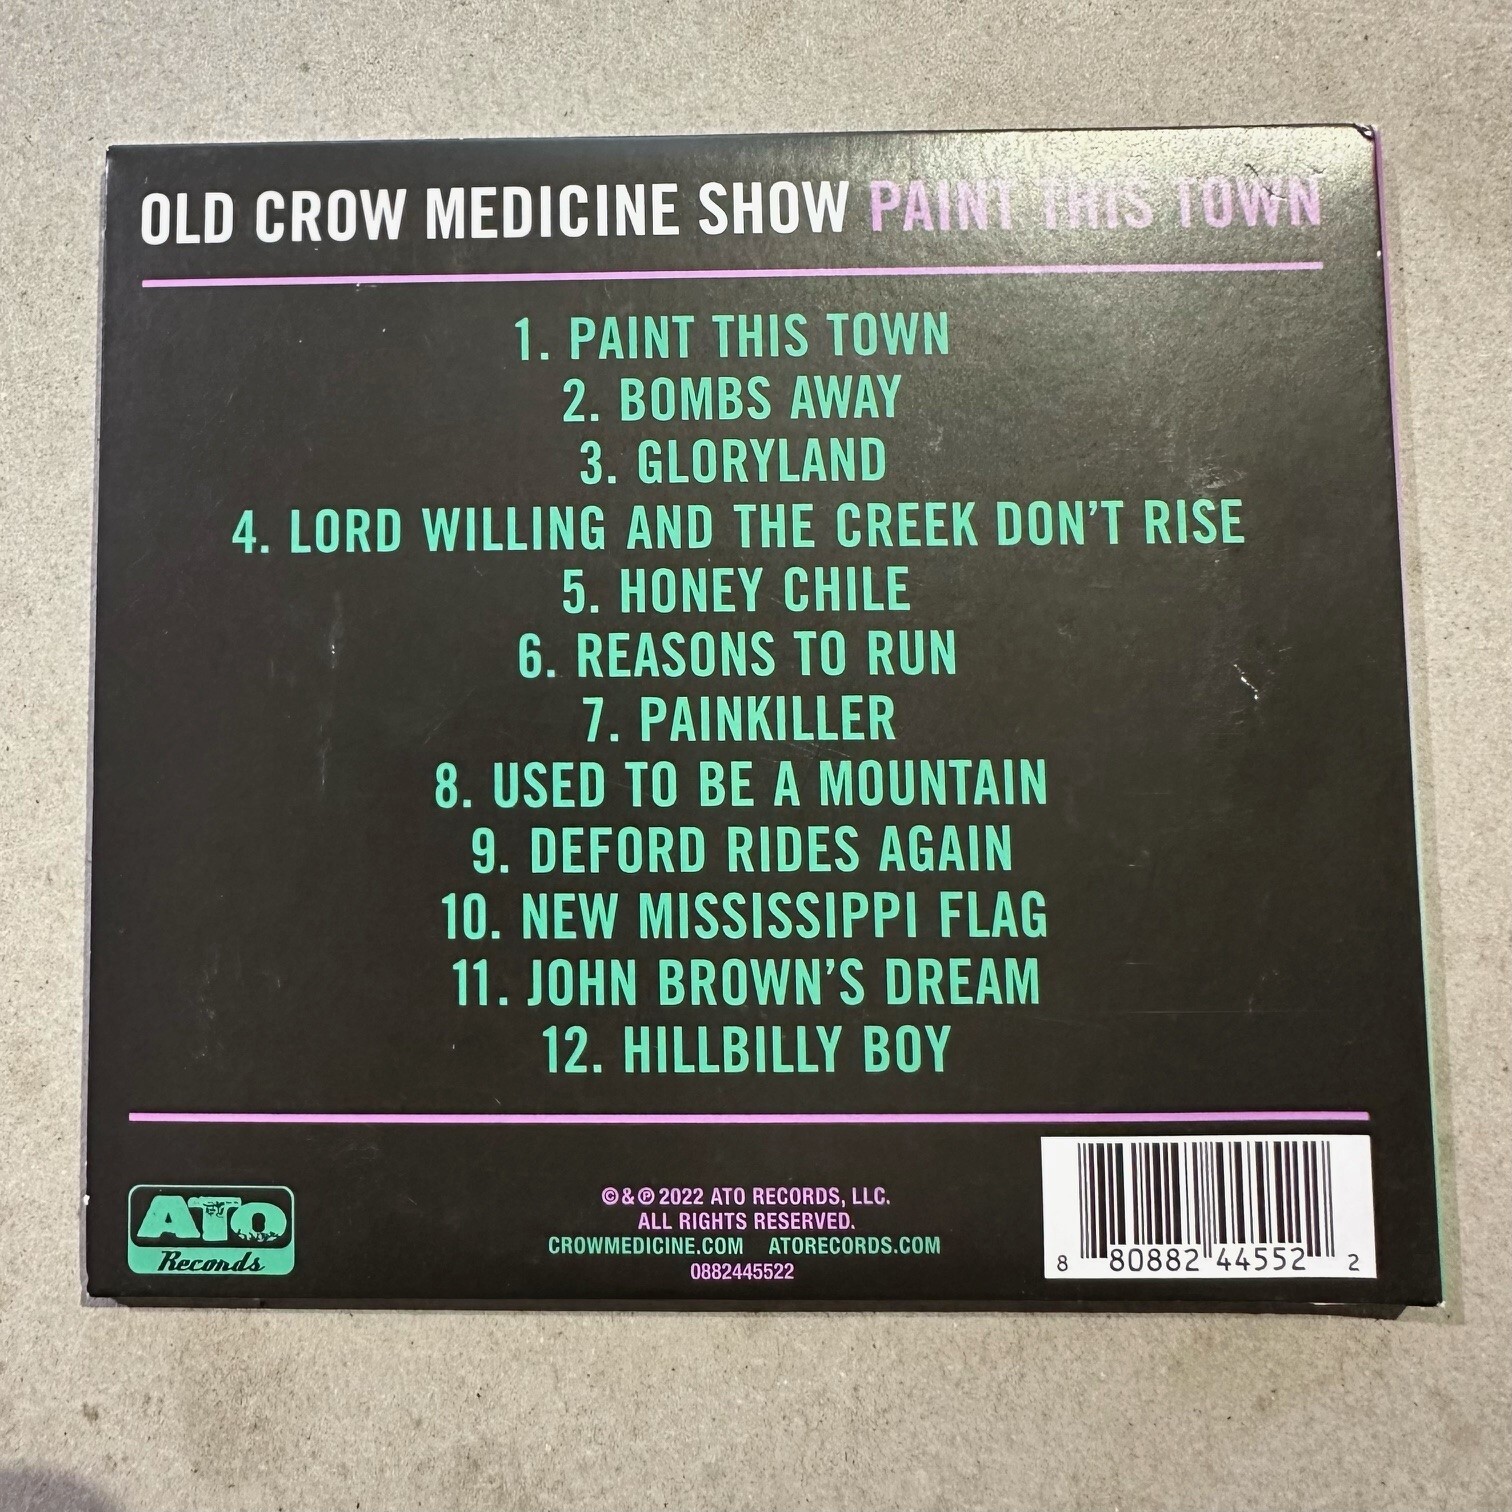 OLD CROW MEDICINE SHOW PAINT THIS TOWN
1. PAINT THIS TOWN
2. BOMBS AWAY
3. GLORYLAND
4. LORD WILLING AND THE CREEK DON'T RISE
5. HONEY CHILE
6. REASONS TO RUN
7. PAINKILLER
8. USED TO BE A MOUNTAIN
9. DEFORD RIDES AGAIN
10. NEW MISSISSIPPI FLAG
11. JOHN BROWN'S DREAM
12. HILLBILLY BOY
ATO
Records
©&℗ 2022 ATO RECORDS, LLC.
ALL RIGHTS RESERVED.
CROWMEDICINE.COM ATORECORDS.COM
0882445522
8 80882 44552 2